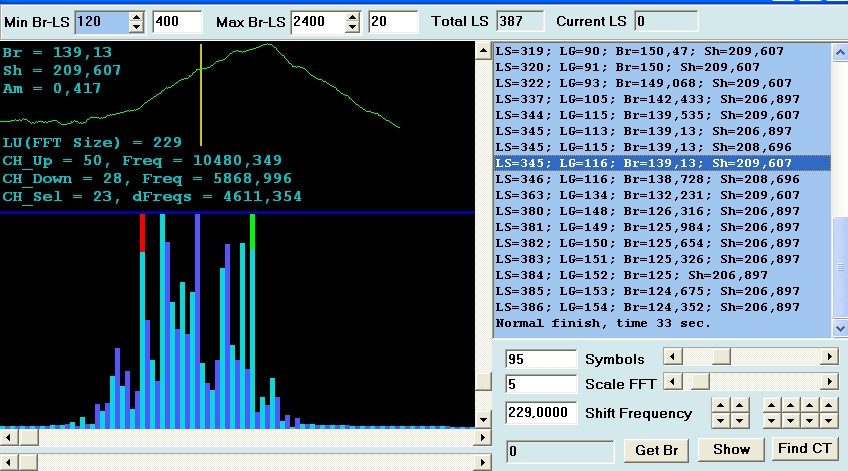 Min Br-LS 120 400 Max Br-LS 2400 20 Total LS 387 Current LS 0
Br = 139,13
Sh = 209,607
Am = 0,417
LU(FFT Size) = 229
CH_Up = 50, Freq = 10480,349
CH_Down = 28, Freq = 5868,996
CH_Sel = 23, dFreqs = 4611,354
LS=319; LG=90; Br=150,47; Sh=209,607
LS=320; LG=91; Br=150; Sh=209,607
LS=322; LG=93; Br=149,068; Sh=209,607
LS=337; LG=105; Br=142,433; Sh=206,897
LS=344; LG=115; Br=139,535; Sh=209,607
LS=345; LG=113; Br=139,13; Sh=206,897
LS=345; LG=115; Br=139,13; Sh=208,696
LS=345; LG=116; Br=139,13; Sh=209,607
LS=346; LG=116; Br=138,728; Sh=208,696
LS=363; LG=134; Br=132,231; Sh=209,607
LS=380; LG=148; Br=126,316; Sh=206,897
LS=381; LG=149; Br=125,984; Sh=206,897
LS=382; LG=150; Br=125,654; Sh=206,897
LS=383; LG=151; Br=125,326; Sh=206,897
LS=384; LG=152; Br=125; Sh=206,897
LS=385; LG=153; Br=124,675; Sh=206,897
LS=386; LG=154; Br=124,352; Sh=206,897
Normal finish, time 33 sec.
95 Symbols
5 Scale FFT
229,0000 Shift Frequency
0 Get Br Show Find CT